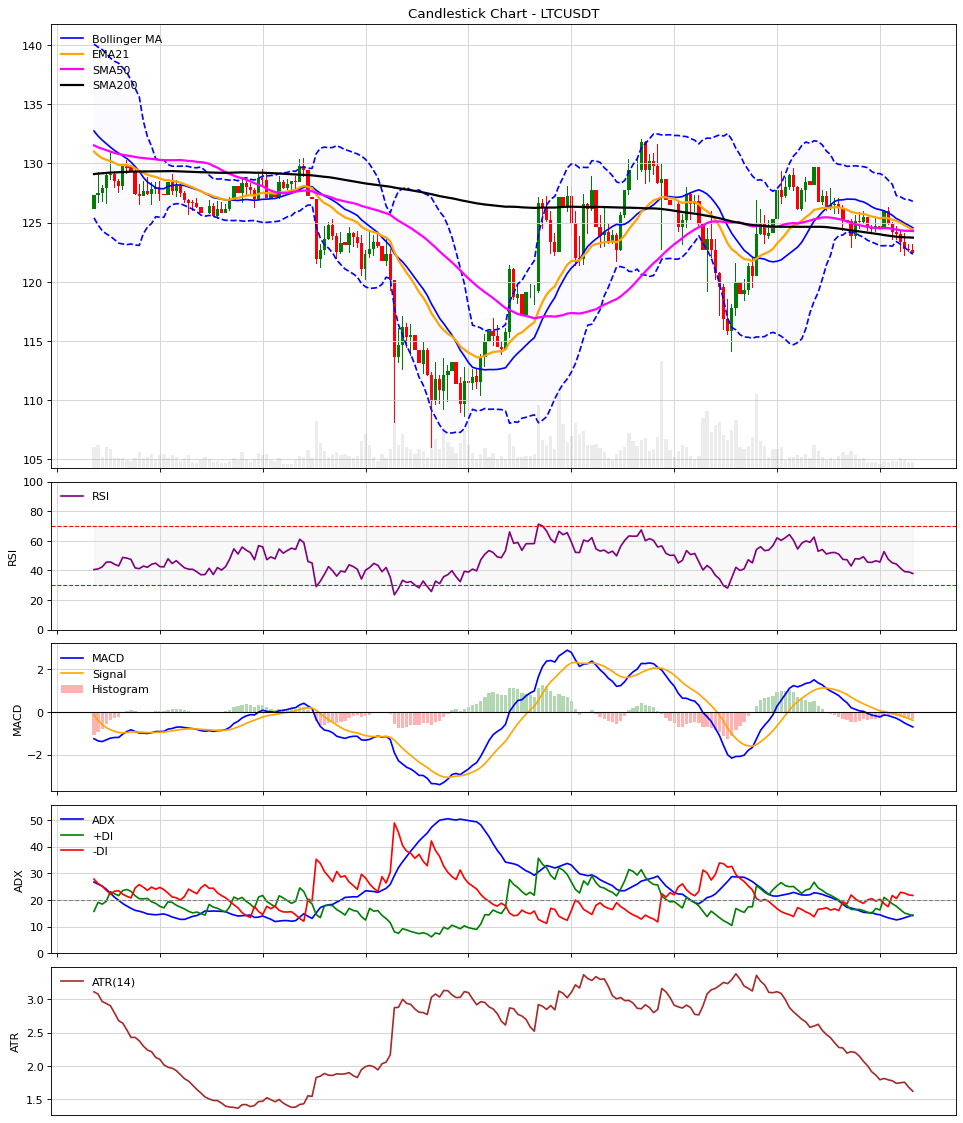 Candlestick Chart - LTCUSDT
Bollinger MA
EMA21
SMA50
SMA200
140
135
130
125
120
115
110
105
RSI
RSI
100
80
60
40
20
0
MACD
Signal
Histogram
MACD
2
0
−2
ADX
+DI
-DI
ADX
50
40
30
20
10
0
ATR(14)
ATR
3.0
2.5
2.0
1.5